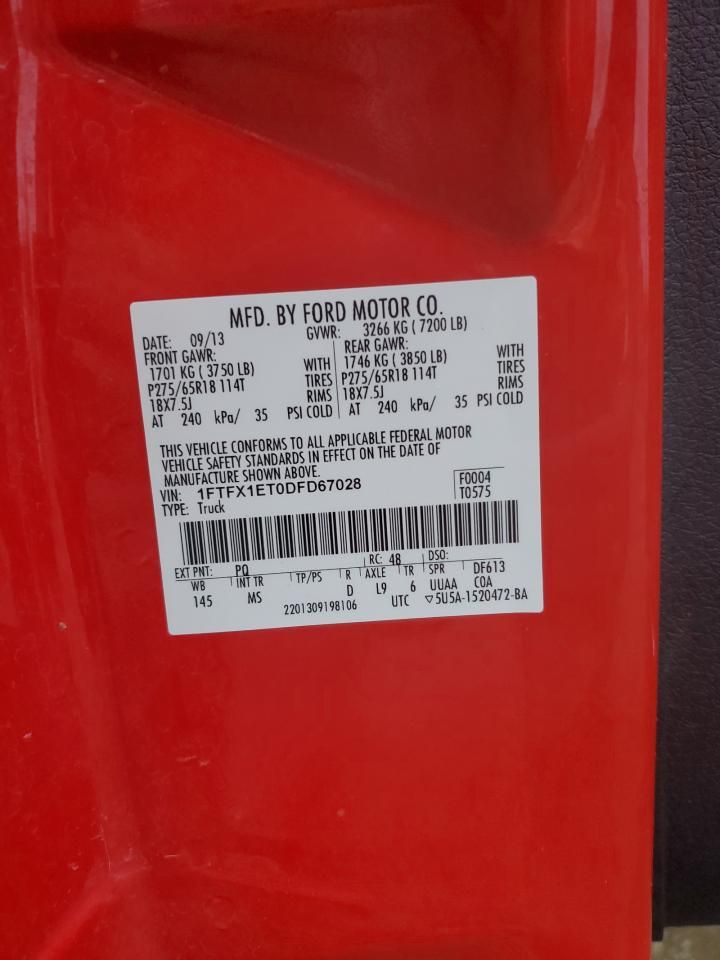 MFD. BY FORD MOTOR CO.
DATE: 09/13 GVWR: 3266 KG ( 7200 LB)
FRONT GAWR: REAR GAWR:
1701 KG ( 3750 LB) WITH 1746 KG ( 3850 LB) WITH
P275/65R18 114T TIRES P275/65R18 114T TIRES
18X7.5J RIMS 18X7.5J RIMS
AT 240 kPa/ 35 PSI COLD AT 240 kPa/ 35 PSI COLD
THIS VEHICLE CONFORMS TO ALL APPLICABLE FEDERAL MOTOR
VEHICLE SAFETY STANDARDS IN EFFECT ON THE DATE OF
MANUFACTURE SHOWN ABOVE.
VIN: 1FTFX1ET0DFD67028 F0004
TYPE: Truck T0575
EXT PNT: PQ RC: 48 DSO:
WB INT TR TP/PS R AXLE TR SPR DF613
145 MS D L9 6 UUAA COA
2201309198106 UTC ▽5U5A-1520472-BA